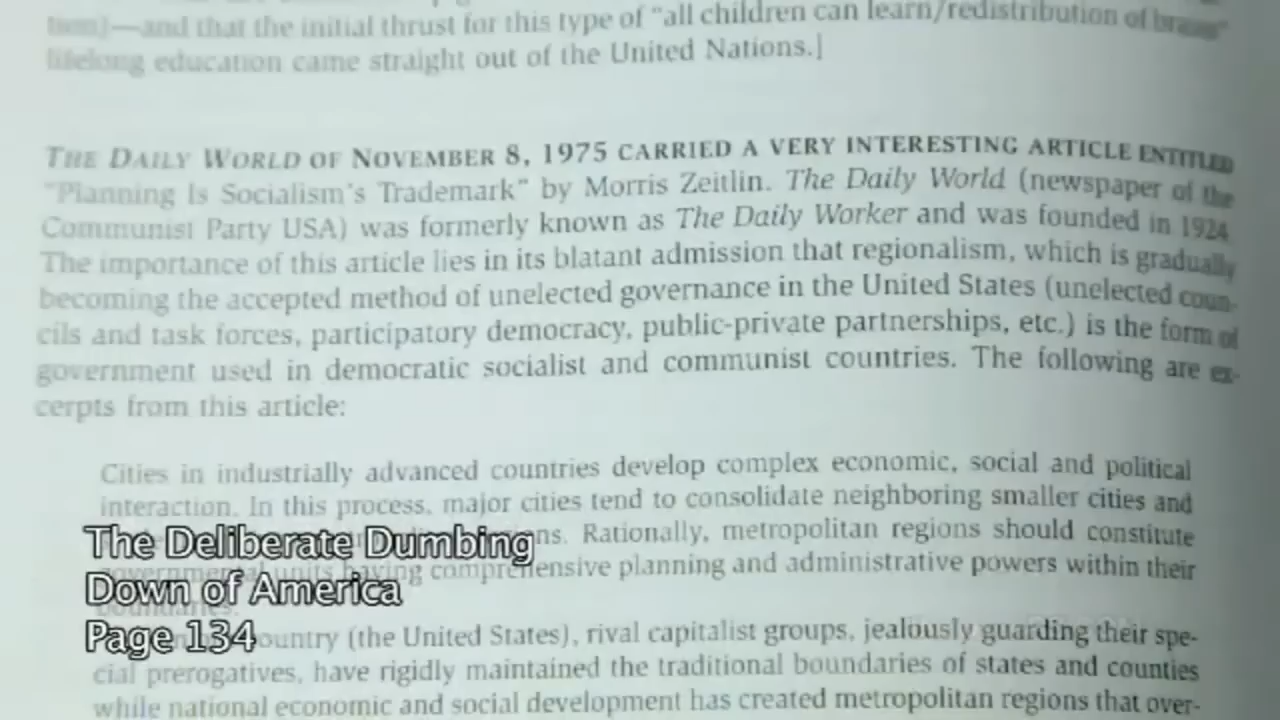 —and that the initial thrust for this type of "all children can learn/redistribution of brains"
lifelong education came straight out of the United Nations.]
THE DAILY WORLD OF NOVEMBER 8, 1975 CARRIED A VERY INTERESTING ARTICLE ENTITLED
"Planning Is Socialism's Trademark" by Morris Zeitlin. The Daily World (newspaper of the
Communist Party USA) was formerly known as The Daily Worker and was founded in 1924.
The importance of this article lies in its blatant admission that regionalism, which is gradually
becoming the accepted method of unelected governance in the United States (unelected coun-
cils and task forces, participatory democracy, public-private partnerships, etc.) is the form of
government used in democratic socialist and communist countries. The following are ex-
cerpts from this article:
Cities in industrially advanced countries develop complex economic, social and political
interaction. In this process, major cities tend to consolidate neighboring smaller cities and
Rationally, metropolitan regions should constitute
governmental units having comprehensive planning and administrative powers within their
boundaries.
country (the United States), rival capitalist groups, jealously guarding their spe-
cial prerogatives, have rigidly maintained the traditional boundaries of states and counties
while national economic and social development has created metropolitan regions that over-
The Deliberate Dumbing
Down of America
Page 134